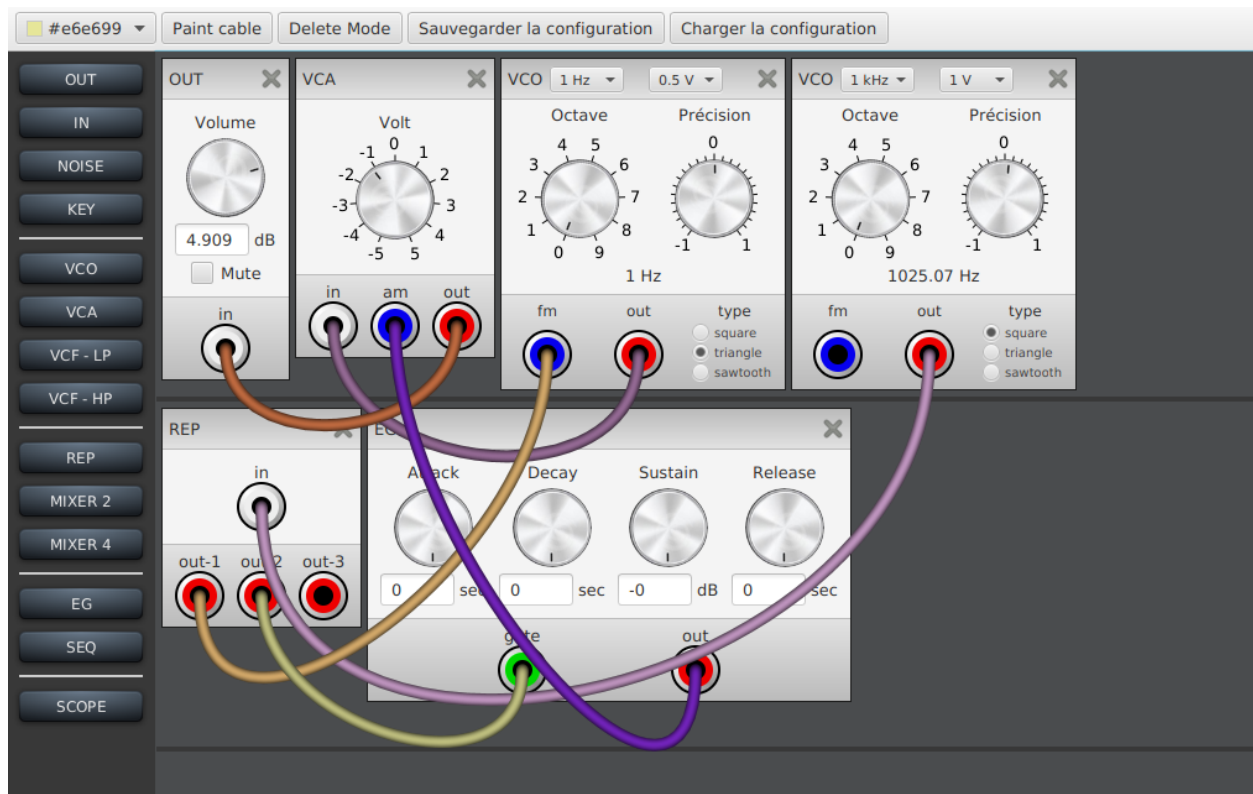 #e6e699 Paint cable Delete Mode Sauvegarder la configuration Charger la configuration
OUT
IN
NOISE
KEY
VCO
VCA
VCF - LP
VCF - HP
REP
MIXER 2
MIXER 4
EG
SEQ
SCOPE
OUT
Volume
4.909 dB
Mute
in
VCA
Volt
-5 -4 -3 -2 -1 0 1 2 3 4 5
in am out
VCO 1 Hz 0.5 V
Octave Précision
0 1 2 3 4 5 6 7 8 9
-1 0 1
1 Hz
fm out type
square
triangle
sawtooth
VCO 1 kHz 1 V
Octave Précision
0 1 2 3 4 5 6 7 8 9
-1 0 1
1025.07 Hz
fm out type
square
triangle
sawtooth
REP
in
out-1 out-2 out-3
EG
Attack Decay Sustain Release
0 sec 0 sec -0 dB 0 sec
gate out